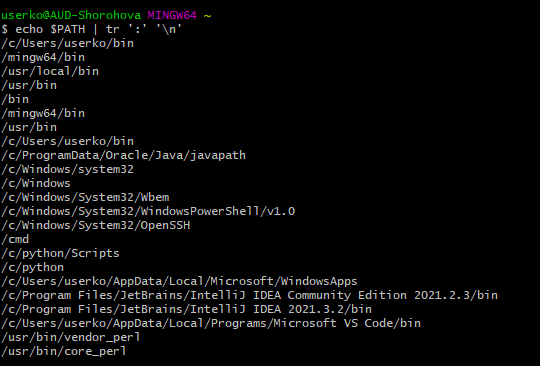 userko@AUD-Shorohova MINGW64 ~
$ echo $PATH | tr ':' '\n'
/c/Users/userko/bin
/mingw64/bin
/usr/local/bin
/usr/bin
/bin
/mingw64/bin
/usr/bin
/c/Users/userko/bin
/c/ProgramData/Oracle/Java/javapath
/c/Windows/system32
/c/Windows
/c/Windows/System32/Wbem
/c/Windows/System32/WindowsPowerShell/v1.0
/c/Windows/System32/OpenSSH
/cmd
/c/python/Scripts
/c/python
/c/Users/userko/AppData/Local/Microsoft/WindowsApps
/c/Program Files/JetBrains/IntelliJ IDEA Community Edition 2021.2.3/bin
/c/Program Files/JetBrains/IntelliJ IDEA 2021.3.2/bin
/c/Users/userko/AppData/Local/Programs/Microsoft VS Code/bin
/usr/bin/vendor_perl
/usr/bin/core_perl